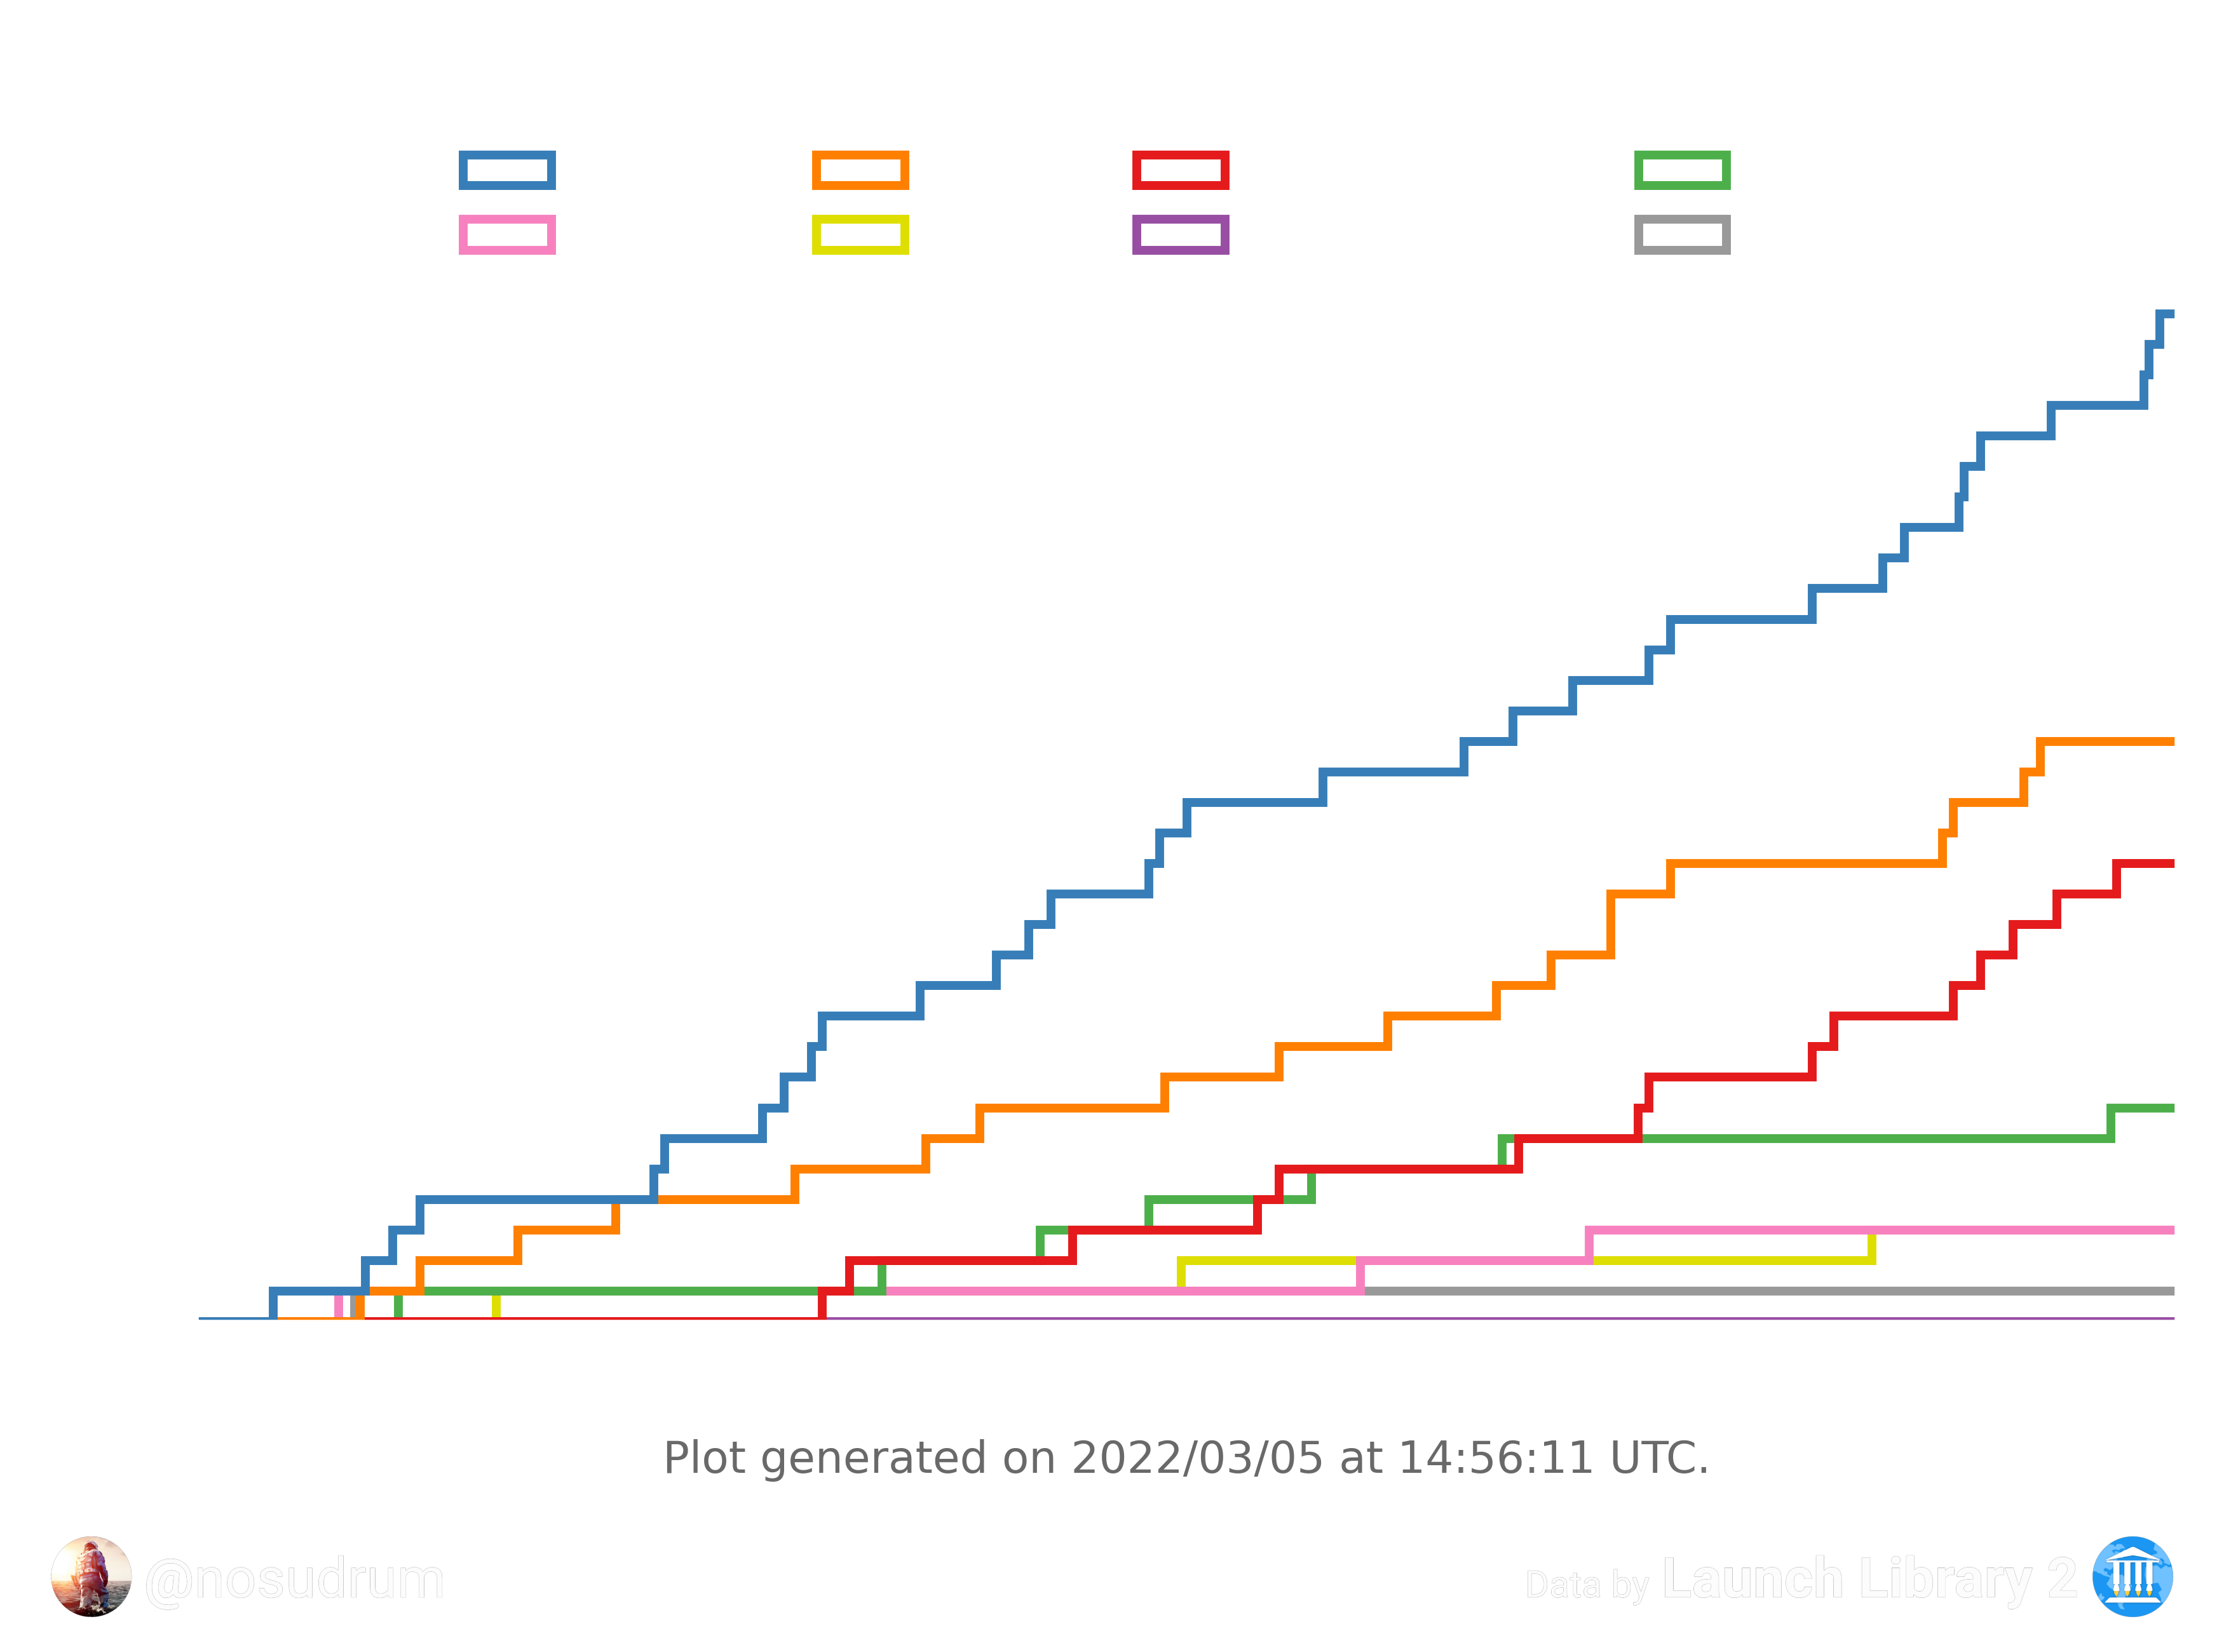 Plot generated on 2022/03/05 at 14:56:11 UTC.
@nosudrum
Data by Launch Library 2